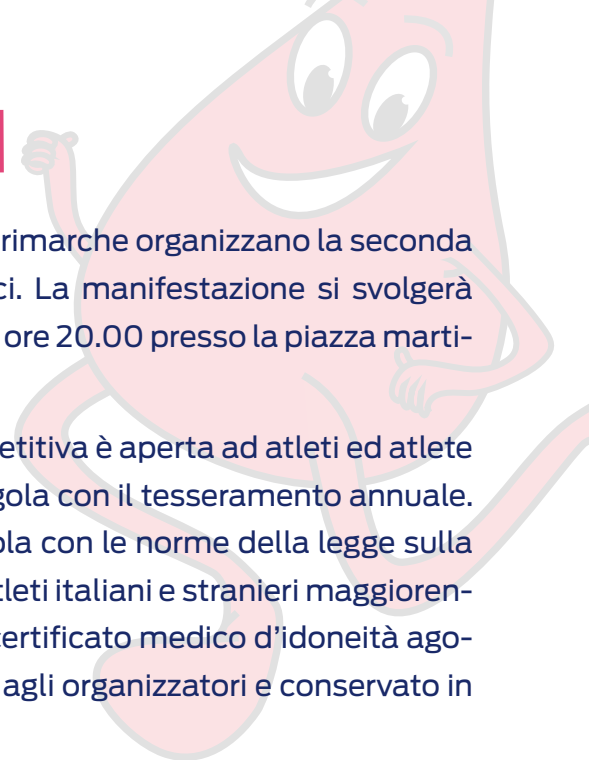 rimarche organizzano la seconda
ci. La manifestazione si svolgerà
ore 20.00 presso la piazza marti-
etitiva è aperta ad atleti ed atlete
gola con il tesseramento annuale.
ola con le norme della legge sulla
tleti italiani e stranieri maggioren-
certificato medico d'idoneità ago-
agli organizzatori e conservato in